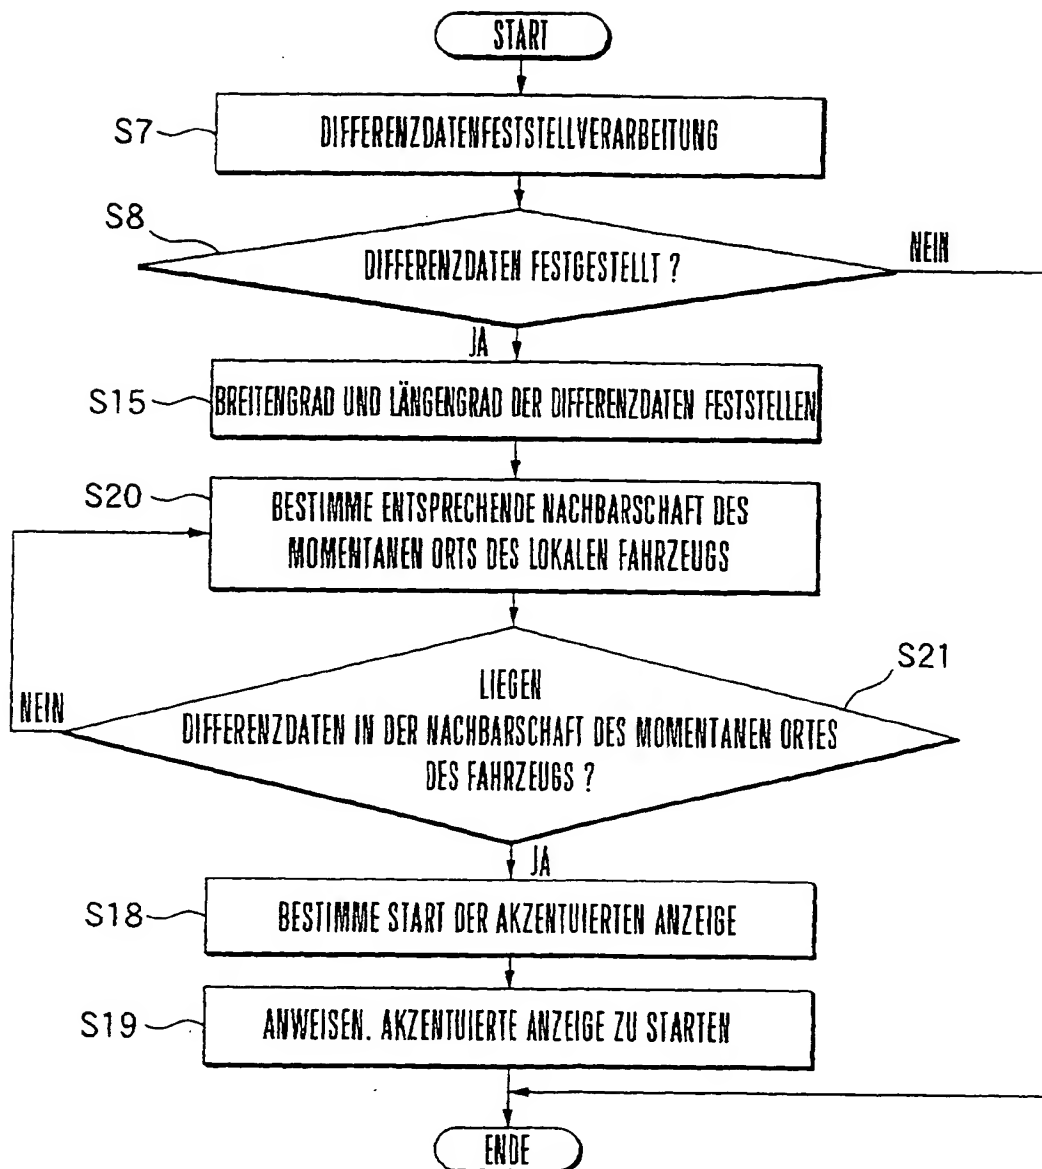 START
S7
DIFFERENZDATENFESTSTELLVERARBEITUNG
S8
DIFFERENZDATEN FESTGESTELLT ?
NEIN
JA
S15
BREITENGRAD UND LÄNGENGRAD DER DIFFERENZDATEN FESTSTELLEN
S20
BESTIMME ENTSPRECHENDE NACHBARSCHAFT DES
MOMENTANEN ORTS DES LOKALEN FAHRZEUGS
S21
LIEGEN
NEIN
DIFFERENZDATEN IN DER NACHBARSCHAFT DES MOMENTANEN ORTES
DES FAHRZEUGS ?
JA
S18
BESTIMME START DER AKZENTUIERTEN ANZEIGE
S19
ANWEISEN. AKZENTUIERTE ANZEIGE ZU STARTEN
ENDE